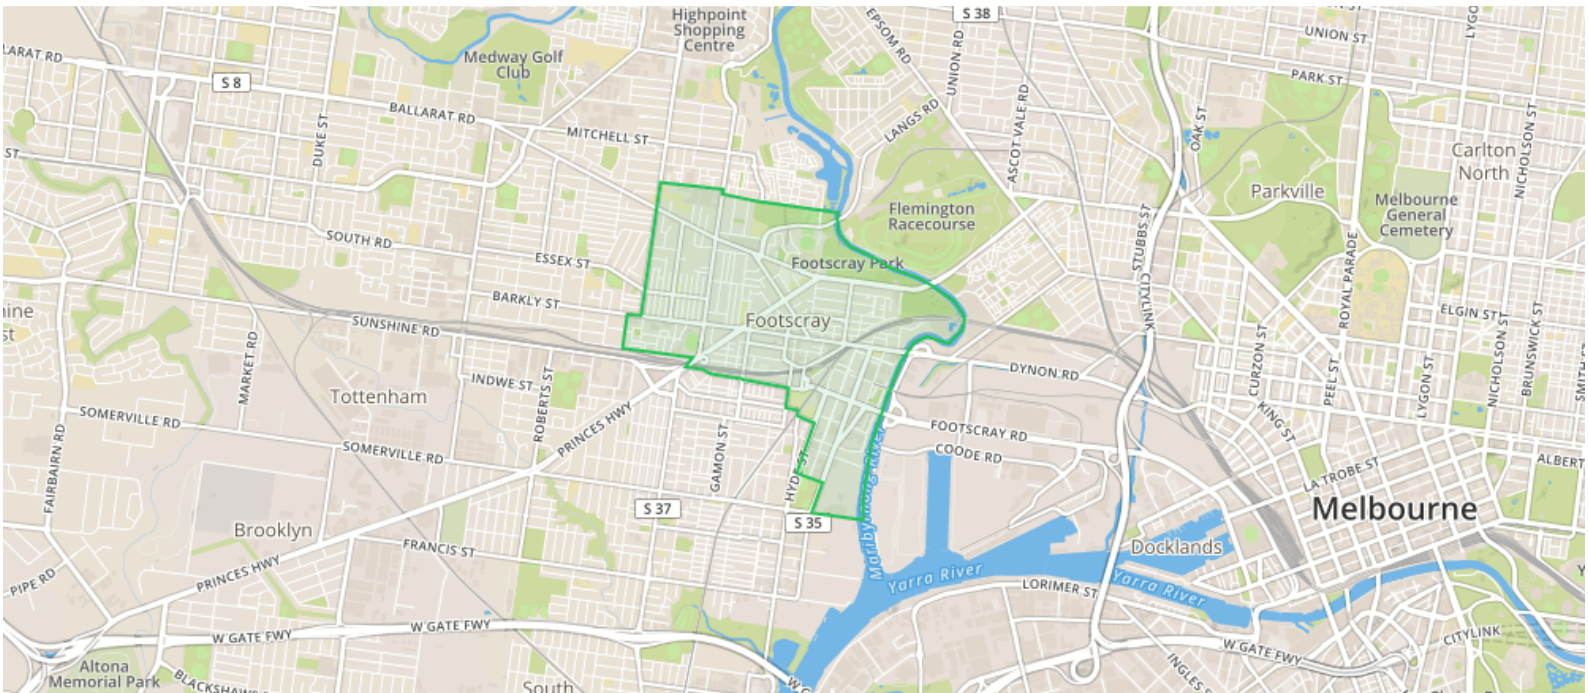 Highpoint
Shopping
Centre
S 38
EPSOM RD
UNION RD
UNION ST
PARK ST
LARAT RD
Medway Golf
Club
S 8
BALLARAT RD
DUKE ST
MITCHELL ST
LANGS RD
ASCOT VALE RD
OAK ST
NICHOLSON ST
Carlton
North
ST
Parkville
Melbourne
General
Cemetery
Flemington
Racecourse
STUBBS ST
CITYLINK
ROYAL PARADE
SOUTH RD
ESSEX ST
Footscray Park
BARKLY ST
SUNSHINE RD
Footscray
ELGIN ST
NICHOLSON ST
BRUNSWICK ST
MARKET RD
INDWE ST
ROBERTS ST
Tottenham
DYNON RD
CURZON ST
PEEL ST
LYGON ST
SOMERVILLE RD
PRINCES HWY
KING ST
FOOTSCRAY RD
FAIRBAIRN RD
SOMERVILLE RD
GAMON ST
HYDE ST
COODE RD
LA TROBE ST
ALBERT
S 37
S 35
Melbourne
Brooklyn
Maribyrnong River
FRANCIS ST
Docklands
PIPE RD
PRINCES HWY
Yarra River
LORIMER ST
Yarra River
W GATE FWY
W GATE FWY
W GATE FWY
CITYLINK
Altona
Memorial Park
South